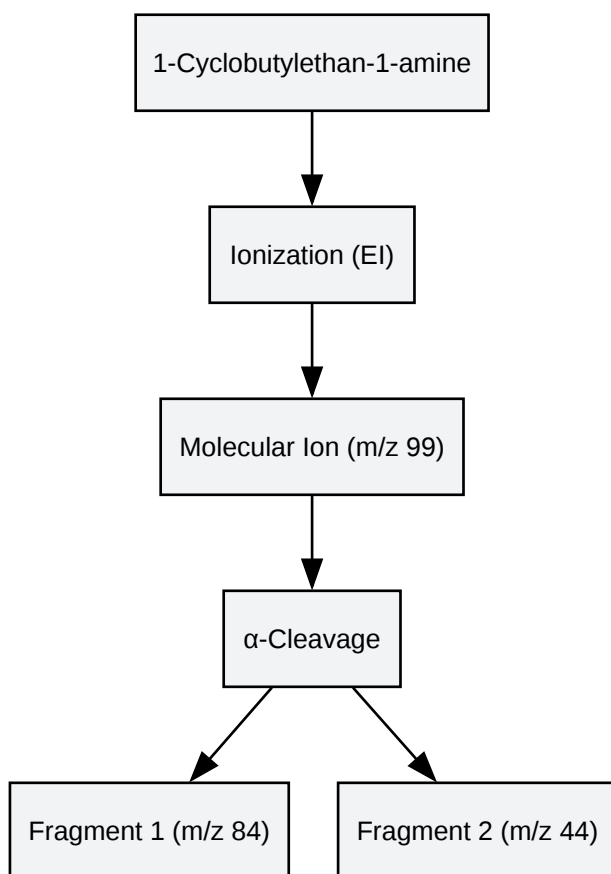 1-Cyclobutylethan-1-amine
Ionization (EI)
Molecular Ion (m/z 99)
α-Cleavage
Fragment 1 (m/z 84)
Fragment 2 (m/z 44)